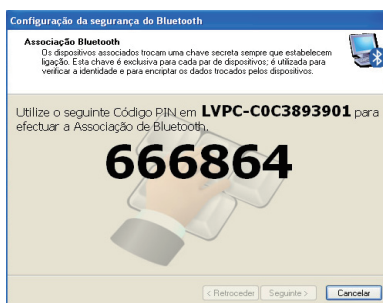 Configuração da segurança do Bluetooth
Associação Bluetooth
Os dispositivos associados trocam uma chave secreta sempre que estabelecem
ligação. Esta chave é exclusiva para cada par de dispositivos; é utilizada para
verificar a identidade e para encriptar os dados trocados pelos dispositivos.
Utilize o seguinte Código PIN em LVPC-C0C3893901 para
efectuar a Associação de Bluetooth.
666864
< Retroceder Seguinte > Cancelar